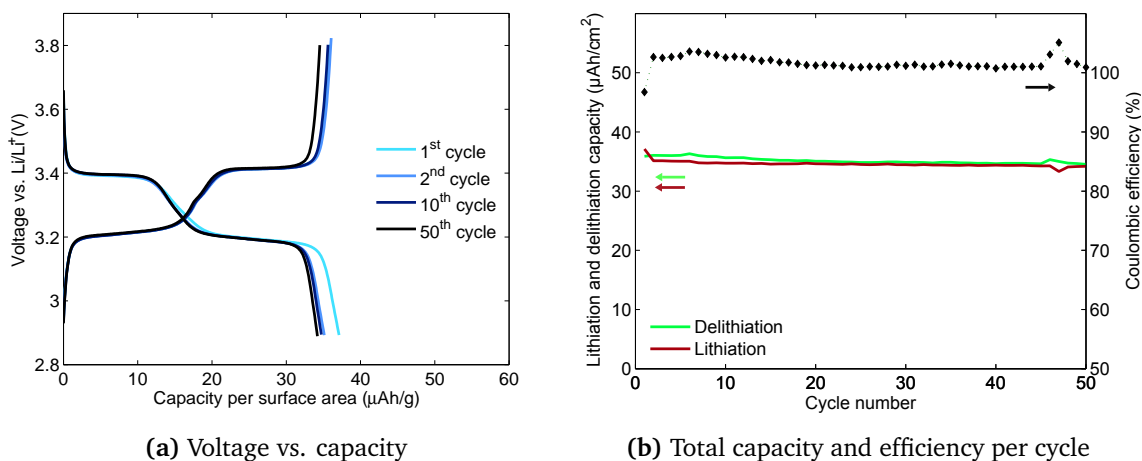 3.8
3.6
3.4
3.2
3
2.8
Voltage vs. Li/Li⁺(V)
0 10 20 30 40 50 60
Capacity per surface area (µAh/g)
1ˢᵗ cycle
2ⁿᵈ cycle
10ᵗʰ cycle
50ᵗʰ cycle
(a) Voltage vs. capacity
60
50
40
30
20
10
0
Lithiation and delithiation capacity (µAh/cm²)
0 10 20 30 40 50
Cycle number
110
100
90
80
70
60
50
Coulombic efficiency (%)
Delithiation
Lithiation
(b) Total capacity and efficiency per cycle